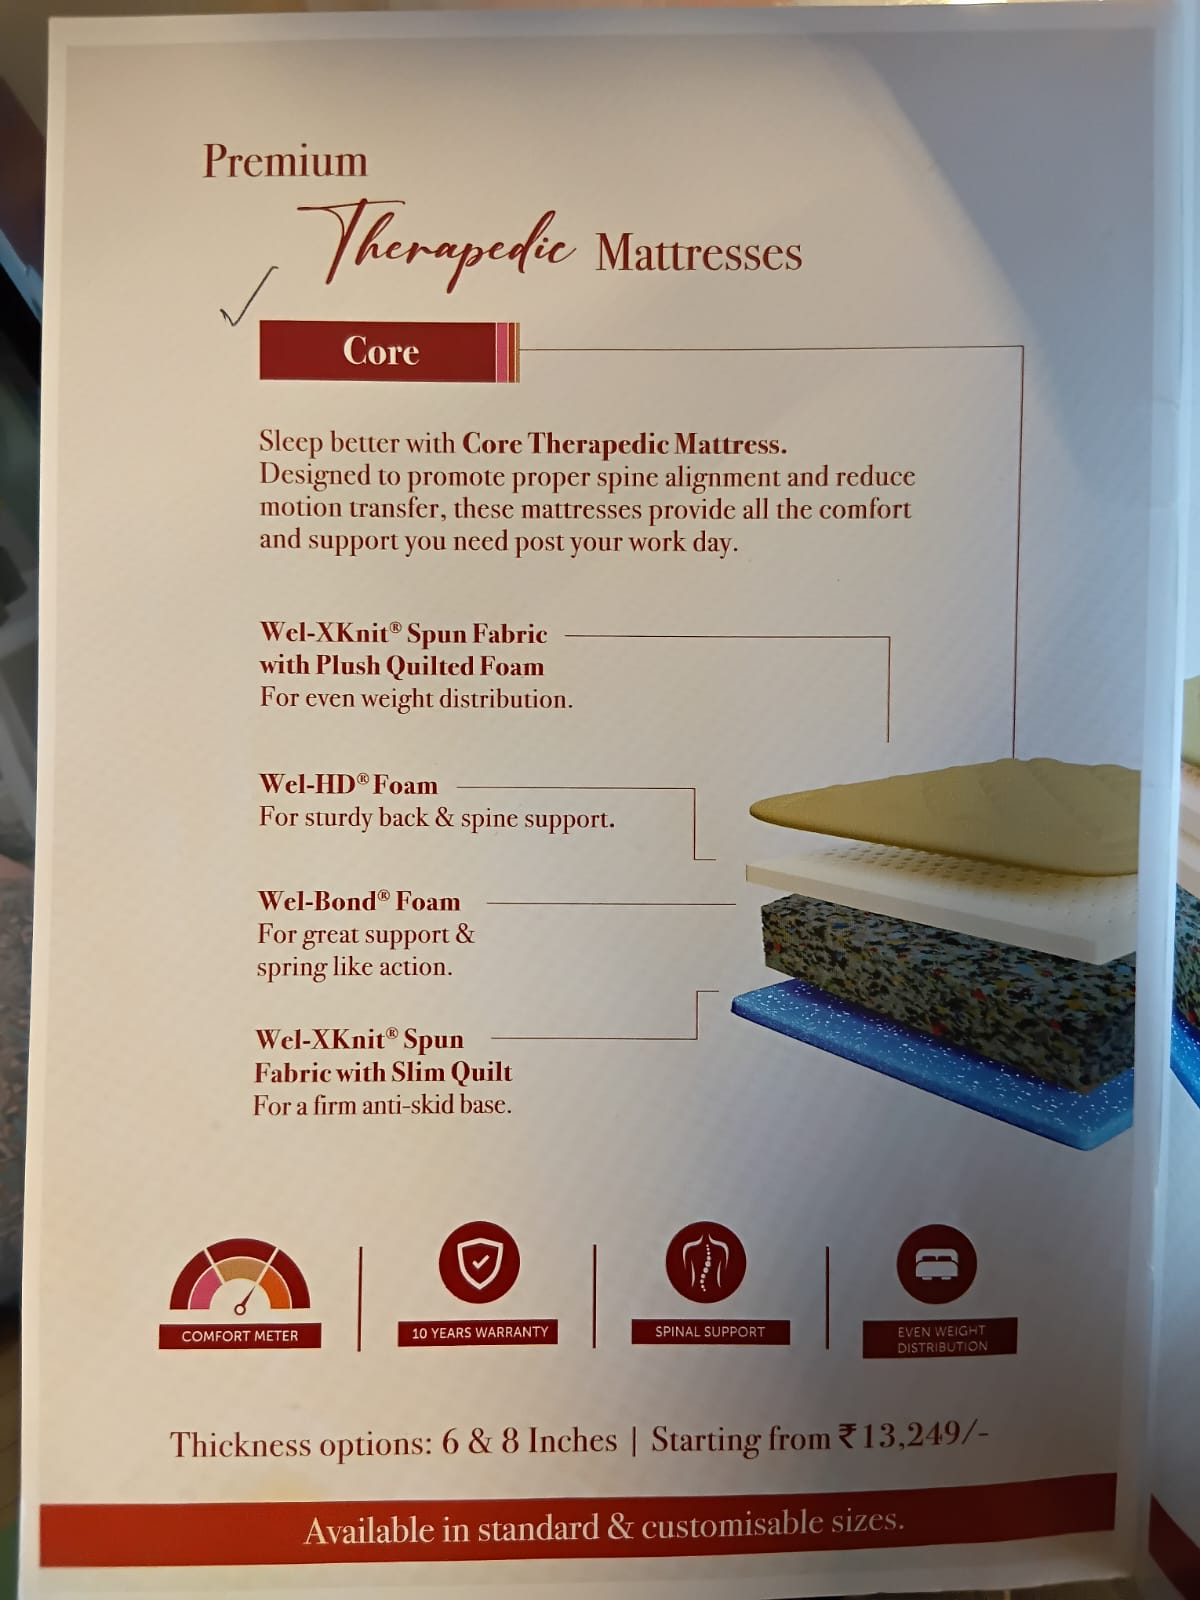 Premium
Therapedic Mattresses
Core
Sleep better with Core Therapedic Mattress.
Designed to promote proper spine alignment and reduce
motion transfer, these mattresses provide all the comfort
and support you need post your work day.
Wel-XKnit® Spun Fabric
with Plush Quilted Foam
For even weight distribution.
Wel-HD® Foam
For sturdy back & spine support.
Wel-Bond® Foam
For great support &
spring like action.
Wel-XKnit® Spun
Fabric with Slim Quilt
For a firm anti-skid base.
COMFORT METER
10 YEARS WARRANTY
SPINAL SUPPORT
EVEN WEIGHT
DISTRIBUTION
Thickness options: 6 & 8 Inches | Starting from ₹13,249/-
Available in standard & customisable sizes.